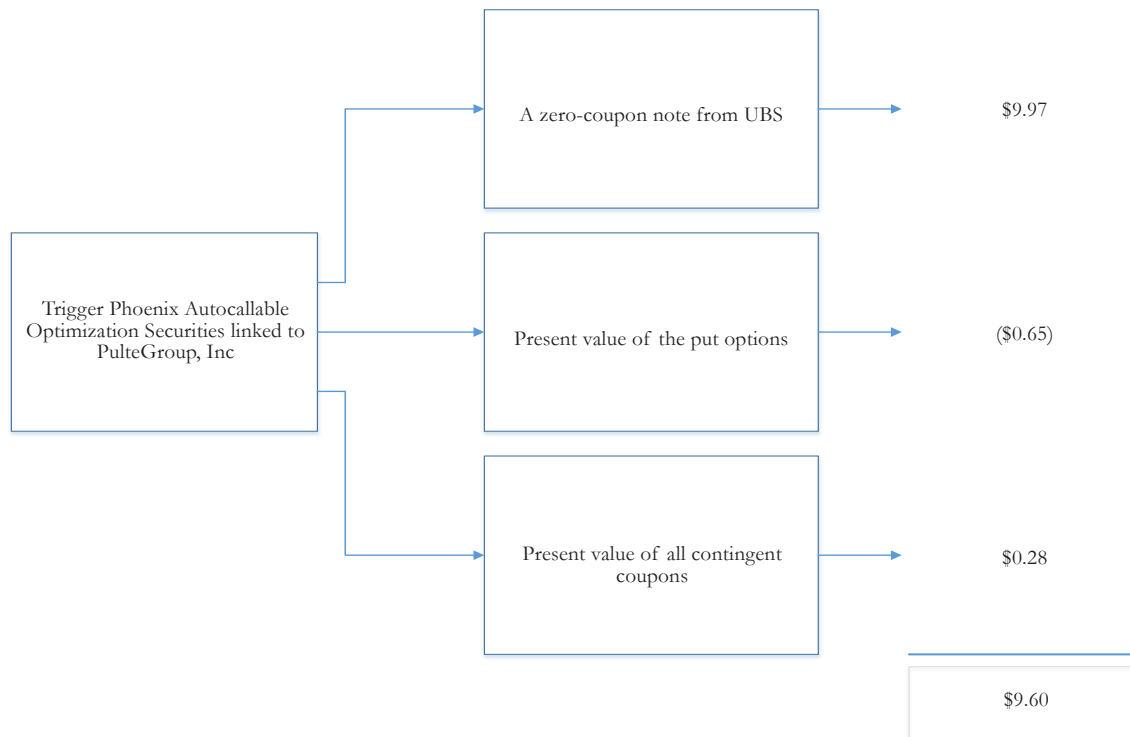 A zero-coupon note from UBS
$9.97
Trigger Phoenix Autocallable
Optimization Securities linked to
PulteGroup, Inc
Present value of the put options
($0.65)
Present value of all contingent
coupons
$0.28
$9.60